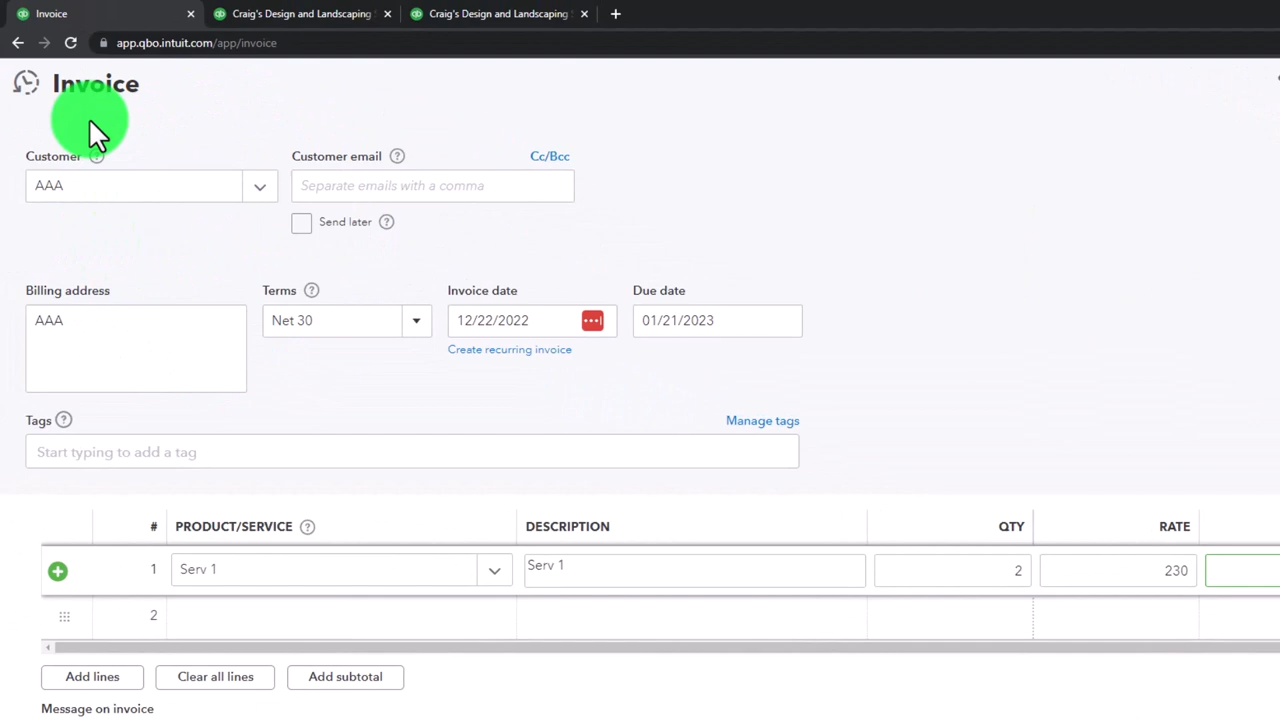 Invoice
Craig's Design and Landscaping
Craig's Design and Landscaping
app.qbo.intuit.com/app/invoice
Invoice
Customer
Customer email
Cc/Bcc
AAA
Separate emails with a comma
Send later
Billing address
Terms
Invoice date
Due date
AAA
Net 30
12/22/2022
01/21/2023
Create recurring invoice
Tags
Manage tags
Start typing to add a tag
# PRODUCT/SERVICE DESCRIPTION QTY RATE
1 Serv 1 Serv 1 2 230
2
Add lines
Clear all lines
Add subtotal
Message on invoice